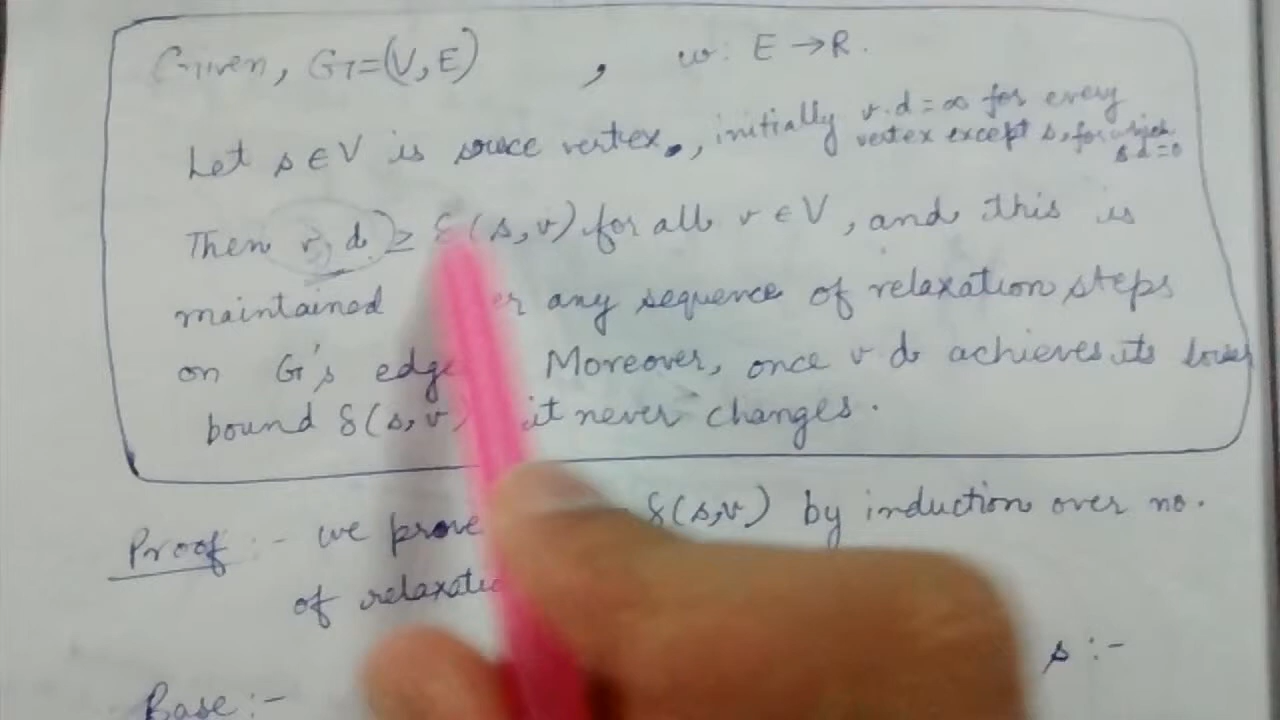 Given, G=(V,E) , w: E→R.
Let s∈V is source vertex, initially v.d=∞ for every
vertex except s, for which
s.d=0
Then v.d ≥ δ(s,v) for all v∈V, and this is
maintained any sequence of relaxation steps
on G's Moreover, once v.d achieves its lower
bound δ(s,v) it never changes.
Proof :- we prove δ(s,v) by induction over no.
of
s :-
Base :-